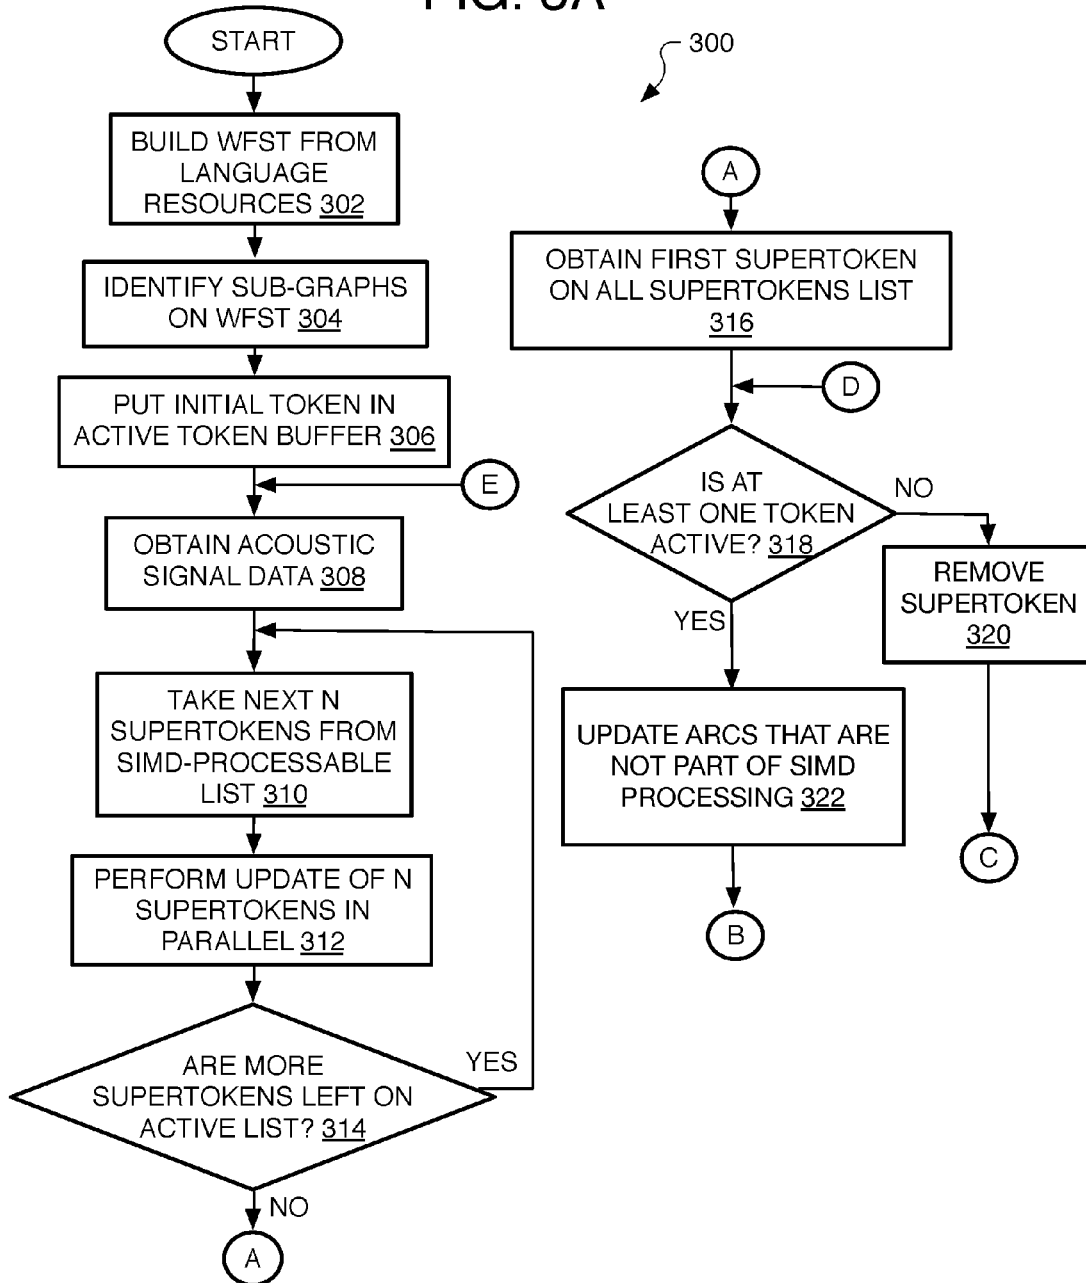 START
300
BUILD WFST FROM
LANGUAGE
RESOURCES 302
IDENTIFY SUB-GRAPHS
ON WFST 304
PUT INITIAL TOKEN IN
ACTIVE TOKEN BUFFER 306
E
OBTAIN ACOUSTIC
SIGNAL DATA 308
TAKE NEXT N
SUPERTOKENS FROM
SIMD-PROCESSABLE
LIST 310
PERFORM UPDATE OF N
SUPERTOKENS IN
PARALLEL 312
ARE MORE
SUPERTOKENS LEFT ON
ACTIVE LIST? 314
YES
NO
A
A
OBTAIN FIRST SUPERTOKEN
ON ALL SUPERTOKENS LIST
316
D
IS AT
LEAST ONE TOKEN
ACTIVE? 318
NO
REMOVE
SUPERTOKEN
320
C
YES
UPDATE ARCS THAT ARE
NOT PART OF SIMD
PROCESSING 322
B